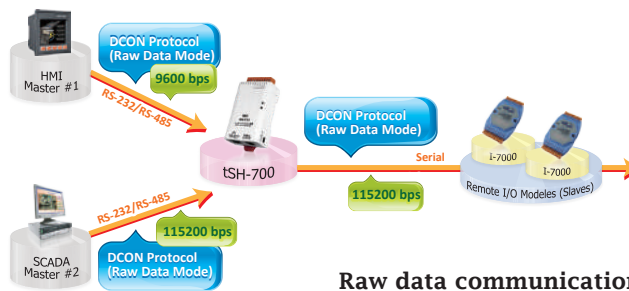 DCON Protocol
(Raw Data Mode)
9600 bps
HMI
Master #1
RS-232/RS-485
DCON Protocol
(Raw Data Mode)
tSH-700
Serial
115200 bps
I-7000
I-7000
Remote I/O Modeles (Slaves)
RS-232/RS-485
115200 bps
DCON Protocol
(Raw Data Mode)
SCADA
Master #2
Raw data communication